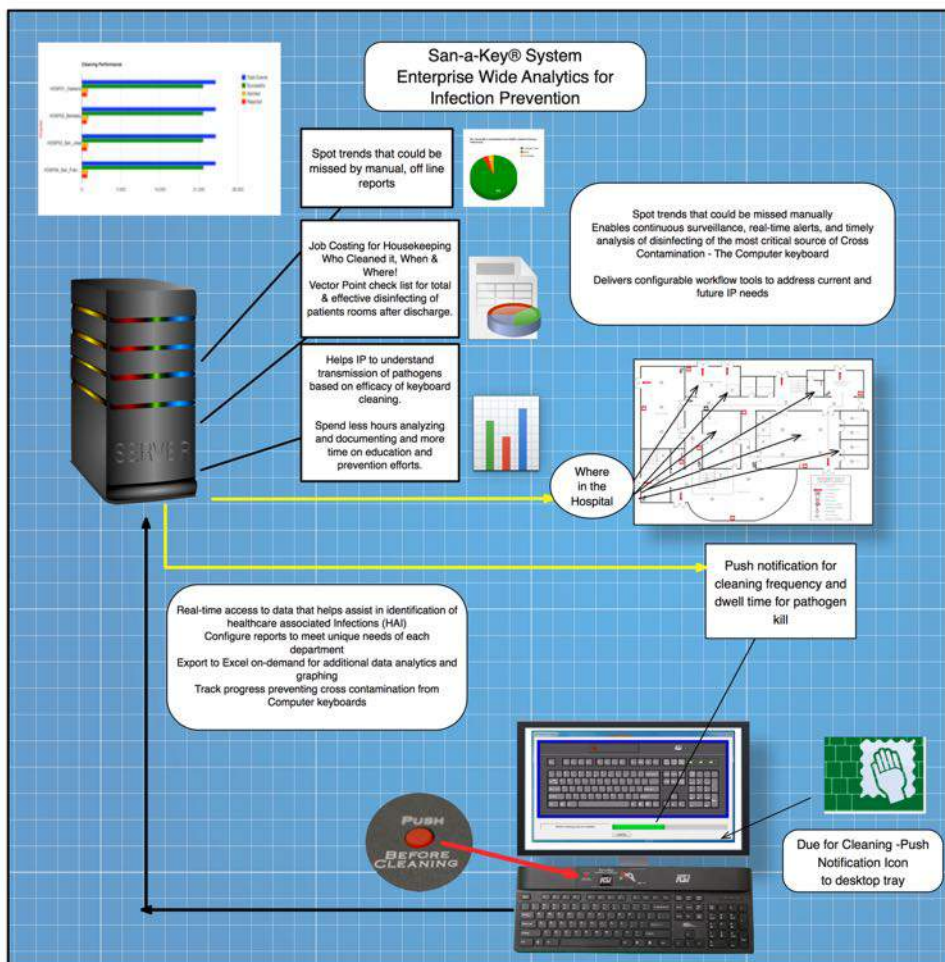 San-a-Key® System
Enterprise Wide Analytics for
Infection Prevention
Cleaning Performance
Total Events
Successful
Spot trends that could be
missed by manual, off line
reports
Spot trends that could be missed manually
Enables continuous surveillance, real-time alerts, and timely
analysis of disinfecting of the most critical source of Cross
Contamination - The Computer keyboard
Delivers configurable workflow tools to address current and
future IP needs
Job Costing for Housekeeping
Who Cleaned it, When &
Where!
Vector Point check list for total
& effective disinfecting of
patients rooms after discharge.
Helps IP to understand
transmission of pathogens
based on efficacy of keyboard
cleaning.
Spend less hours analyzing
and documenting and more
time on education and
prevention efforts.
SERVER
Where
in the
Hospital
Push notification for
cleaning frequency and
dwell time for pathogen
kill
Real-time access to data that helps assist in identification of
healthcare associated Infections (HAI)
Configure reports to meet unique needs of each
department
Export to Excel on-demand for additional data analytics and
graphing
Track progress preventing cross contamination from
Computer keyboards
PUSH
BEFORE
CLEANING
Due for Cleaning -Push
Notification Icon
to desktop tray